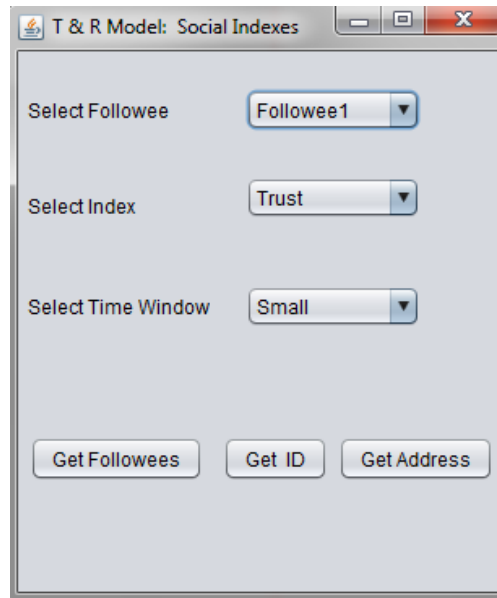 T & R Model: Social Indexes
Select Followee Followee1
Select Index Trust
Select Time Window Small
Get Followees Get ID Get Address